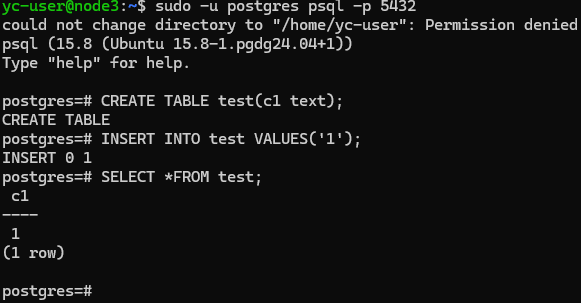 yc-user@node3:~$ sudo -u postgres psql -p 5432
could not change directory to "/home/yc-user": Permission denied
psql (15.8 (Ubuntu 15.8-1.pgdg24.04+1))
Type "help" for help.
postgres=# CREATE TABLE test(c1 text);
CREATE TABLE
postgres=# INSERT INTO test VALUES('1');
INSERT 0 1
postgres=# SELECT *FROM test;
 c1
----
 1
(1 row)
postgres=#